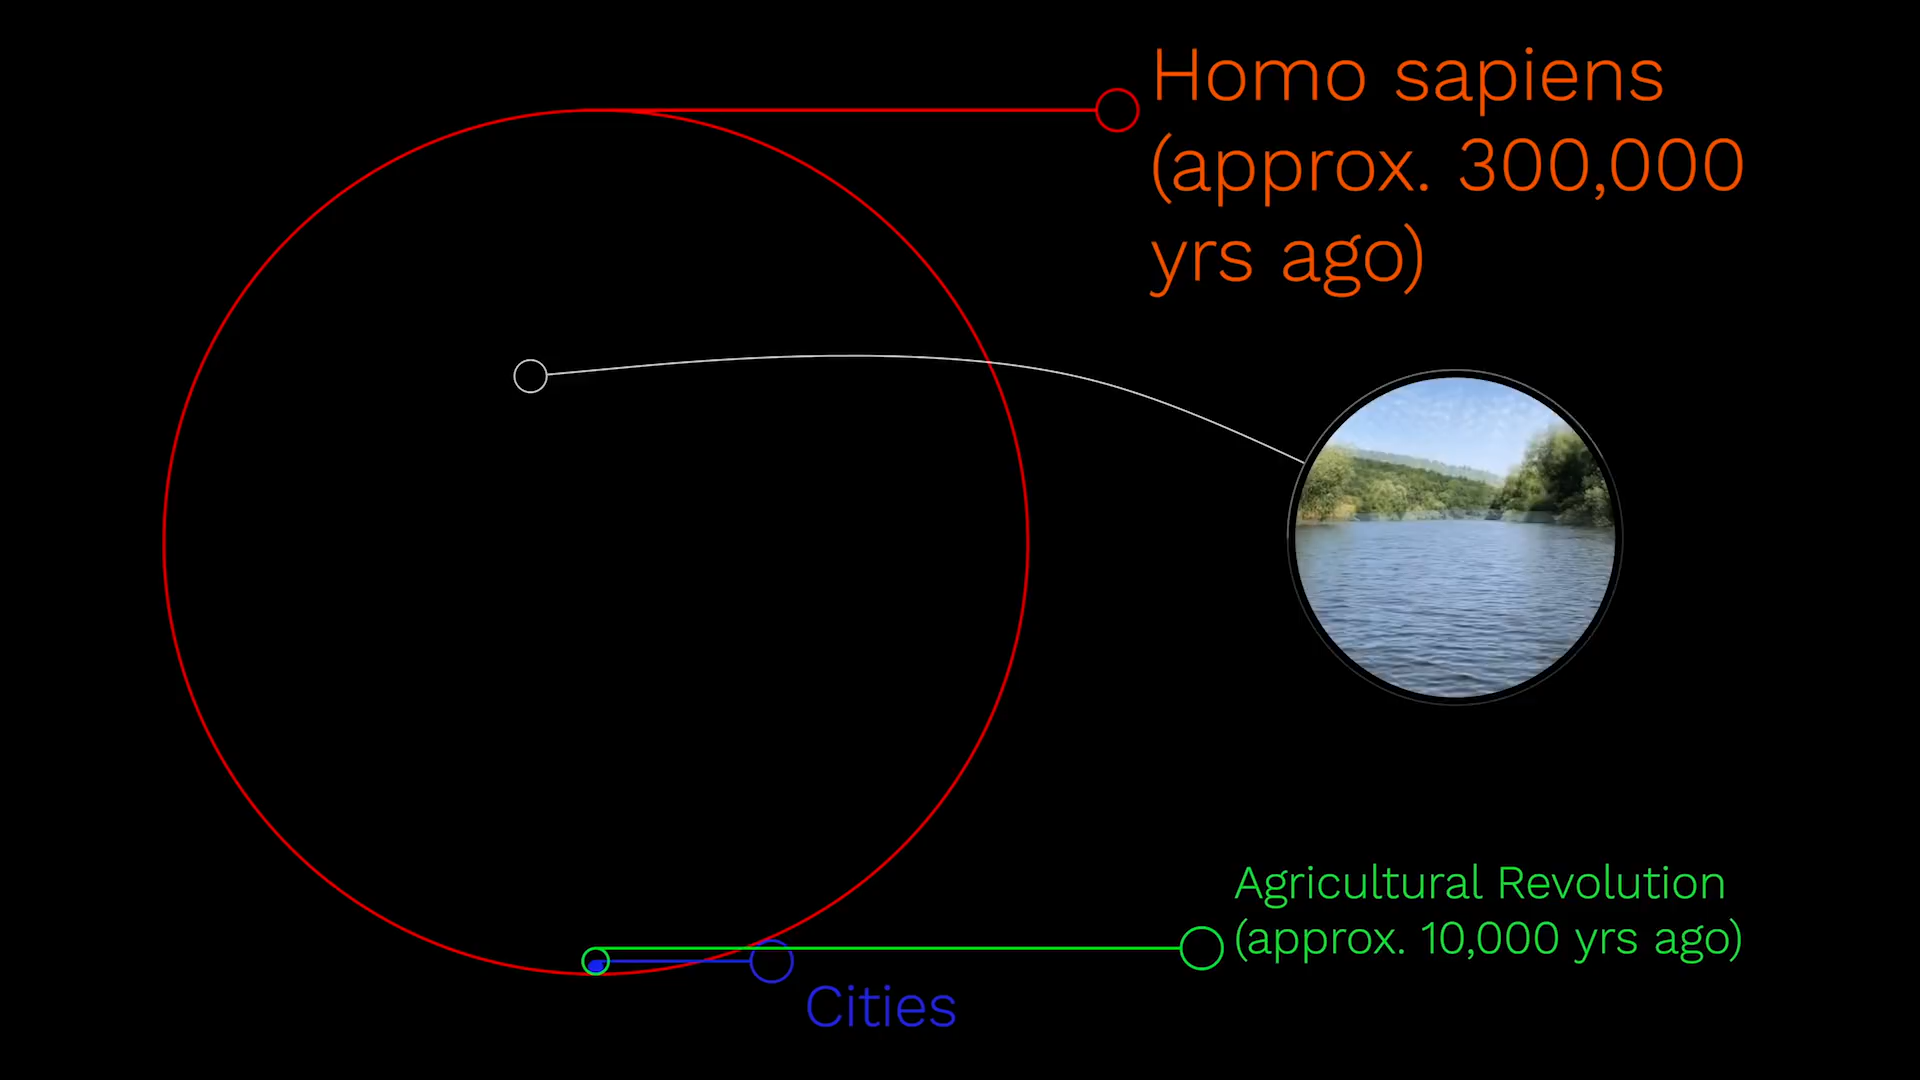 Homo sapiens
(approx. 300,000
yrs ago)
Agricultural Revolution
(approx. 10,000 yrs ago)
Cities